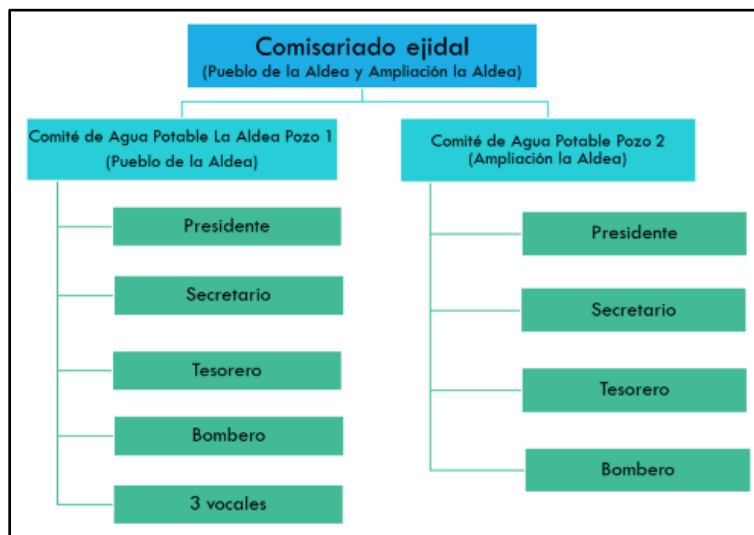 Comisariado ejidal
(Pueblo de la Aldea y Ampliación la Aldea)
Comité de Agua Potable La Aldea Pozo 1
(Pueblo de la Aldea)
Presidente
Secretario
Tesorero
Bombero
3 vocales
Comité de Agua Potable Pozo 2
(Ampliación la Aldea)
Presidente
Secretario
Tesorero
Bombero